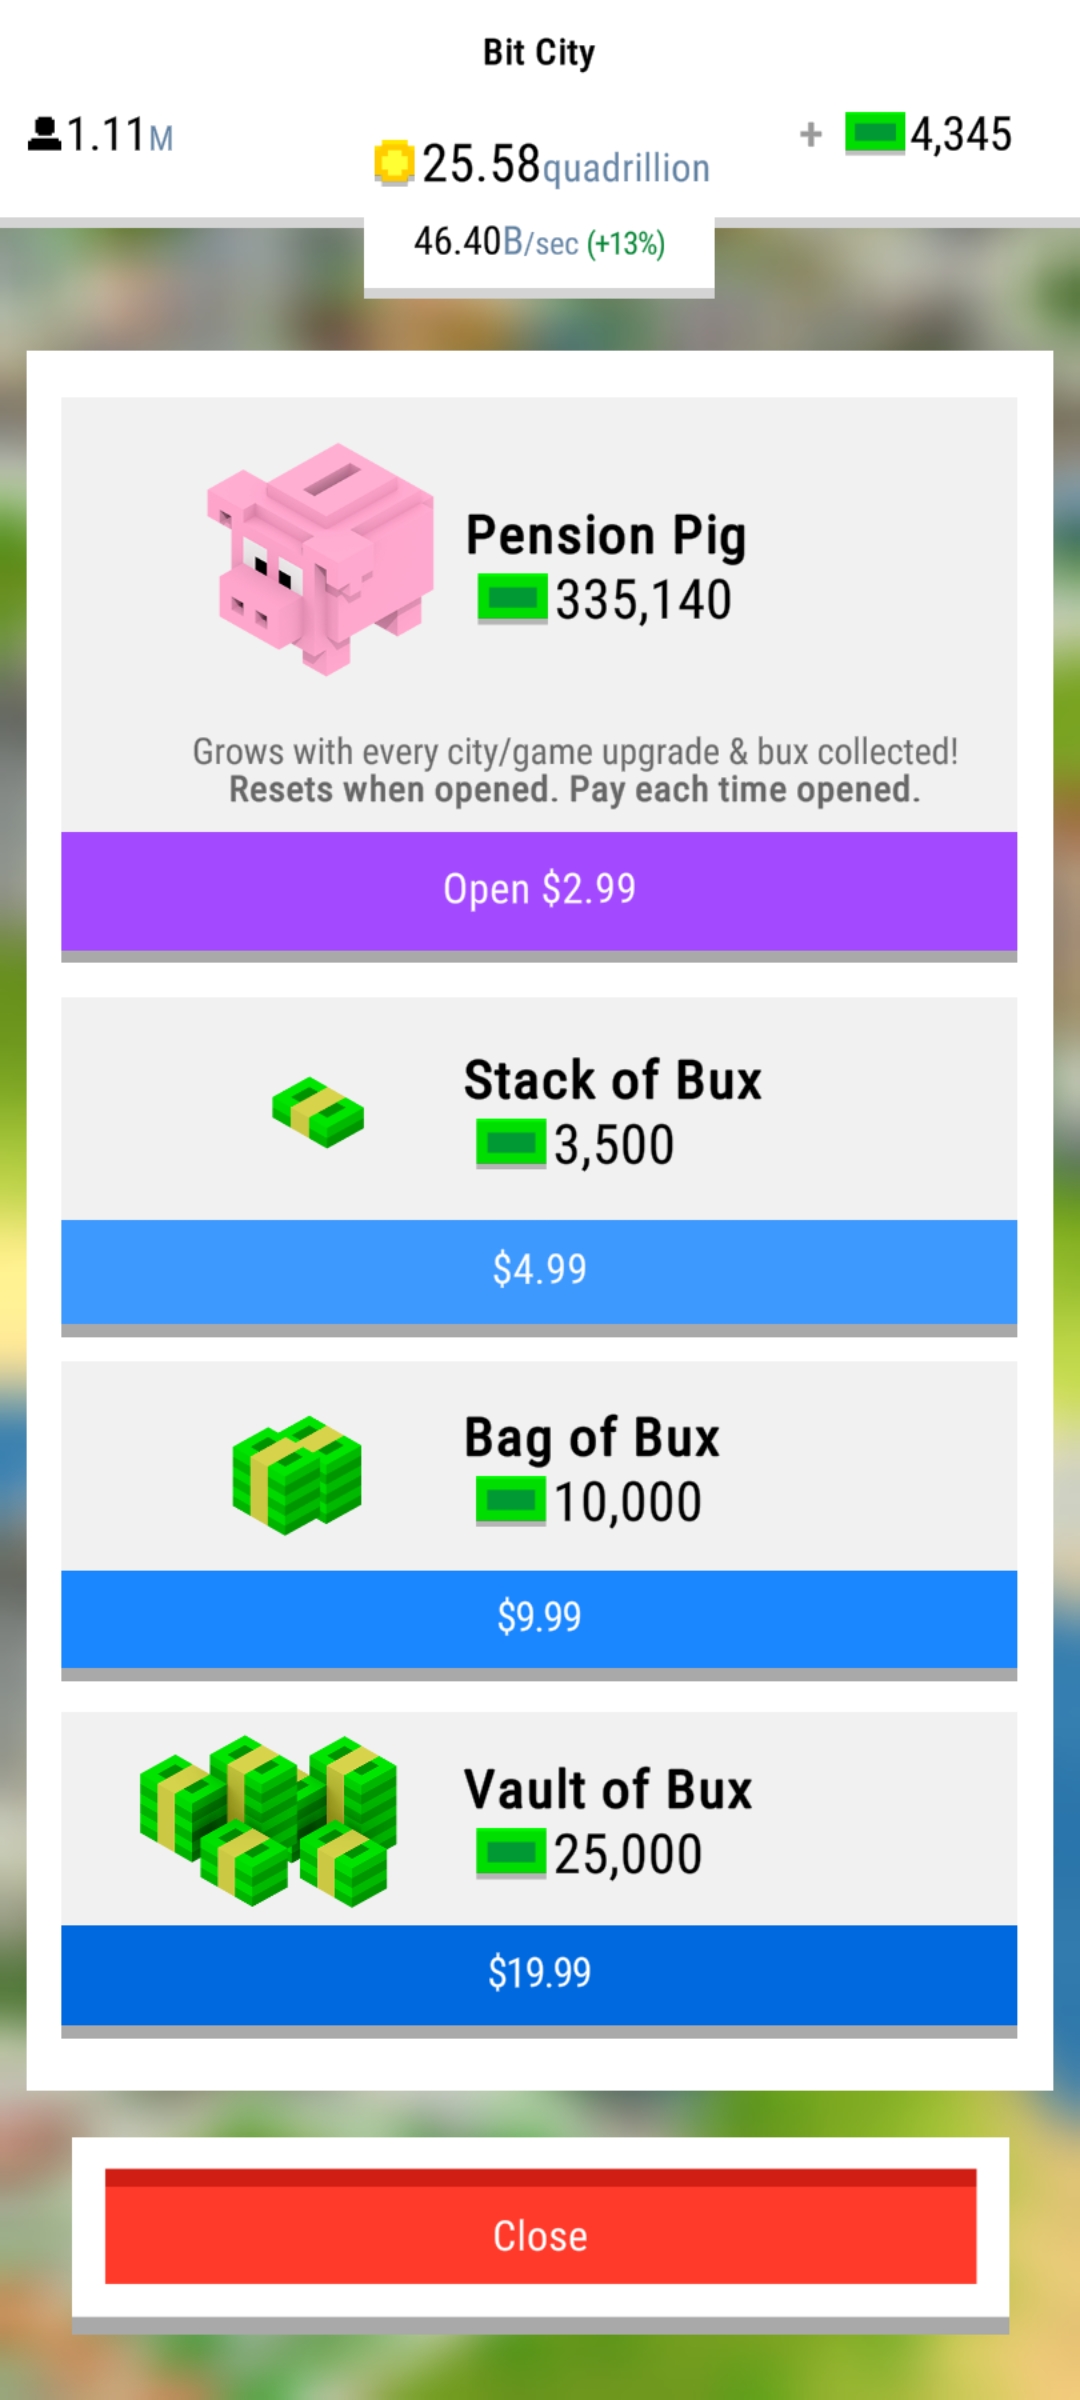 Bit City
1.11M
25.58quadrillion
+ 4,345
46.40B/sec (+13%)
Pension Pig
335,140
Grows with every city/game upgrade & bux collected!
Resets when opened. Pay each time opened.
Open $2.99
Stack of Bux
3,500
$4.99
Bag of Bux
10,000
$9.99
Vault of Bux
25,000
$19.99
Close